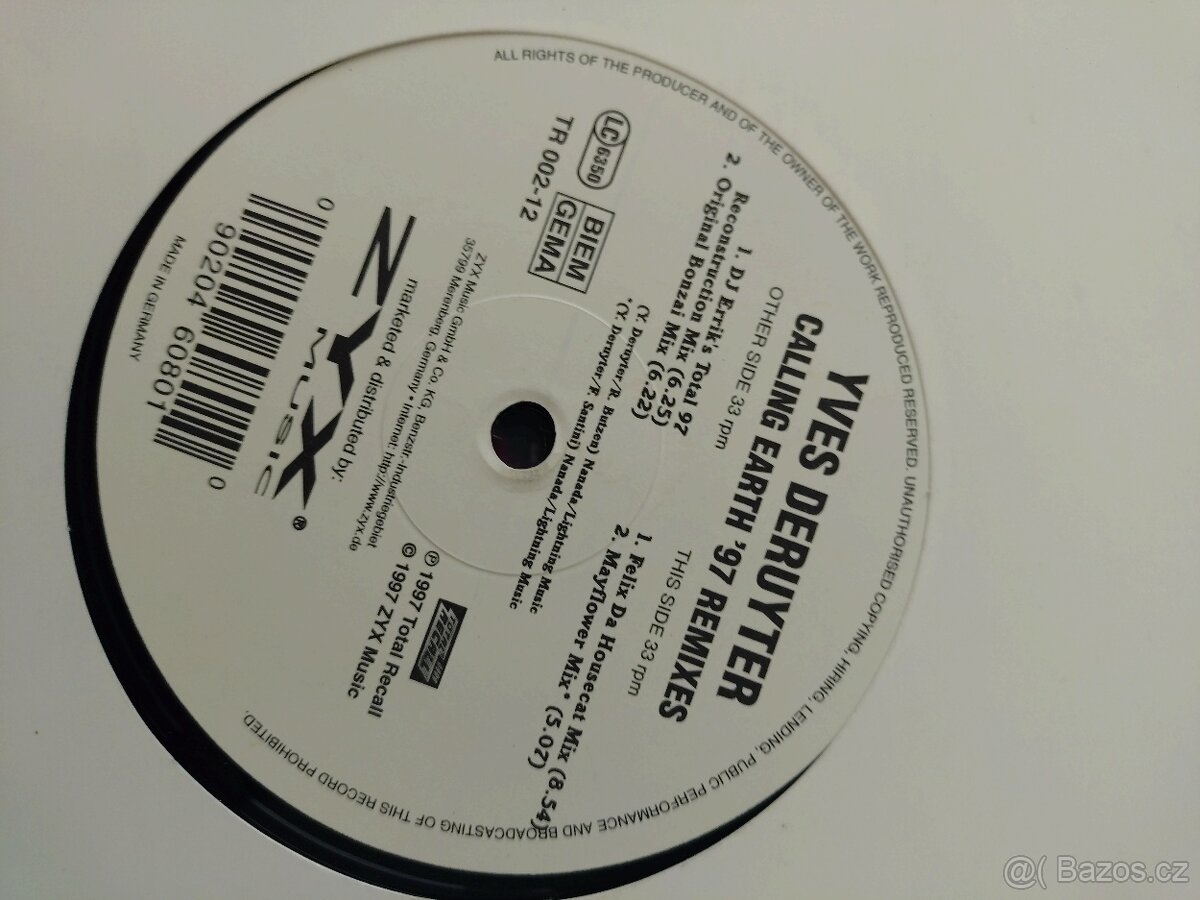 ALL RIGHTS OF THE PRODUCER AND OF THE OWNER OF THE WORK REPRODUCED RESERVED. UNAUTHORISED COPYING, HIRING, LENDING, PUBLIC PERFORMANCE AND BROADCASTING OF THIS RECORD PROHIBITED.
YVES DERUYTER
CALLING EARTH '97 REMIXES
OTHER SIDE 33 rpm
1. DJ Errik's Total 97
Reconstruction Mix (6.25)
2. Original Bonzai Mix (6.22)
THIS SIDE 33 rpm
1. Felix Da Housecat Mix (8.54)
2. Mayflower Mix* (5.07)
(Y. Deruyter/R. Butzen) Nanada/Lightning Music
*(Y. Deruyter/F. Santini) Nanada/Lightning Music
LC 6350
BIEM
GEMA
TR 002-12
TOTAL RECALL
℗ 1997 Total Recall
© 1997 ZYX Music
ZYX Music GmbH & Co. KG, Benzstr.-Industriegebiet
35799 Merenberg, Germany • Internet: http://www.zyx.de
marketed & distributed by:
ZYX
MUSIC ®
0 90204 60801 0
MADE IN GERMANY
@( Bazos.cz